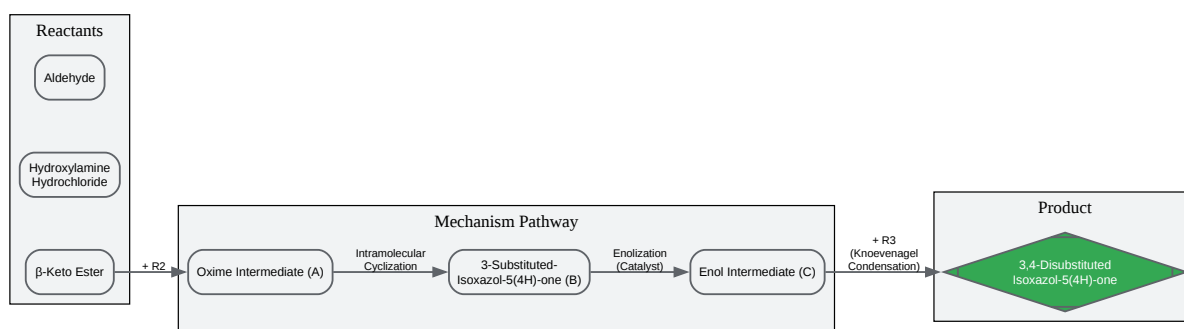 Reactants
Aldehyde
Hydroxylamine
Hydrochloride
β-Keto Ester
+ R2
Mechanism Pathway
Oxime Intermediate (A)
Intramolecular
Cyclization
3-Substituted-
Isoxazol-5(4H)-one (B)
Enolization
(Catalyst)
Enol Intermediate (C)
+ R3
(Knoevenagel
Condensation)
Product
3,4-Disubstituted
Isoxazol-5(4H)-one